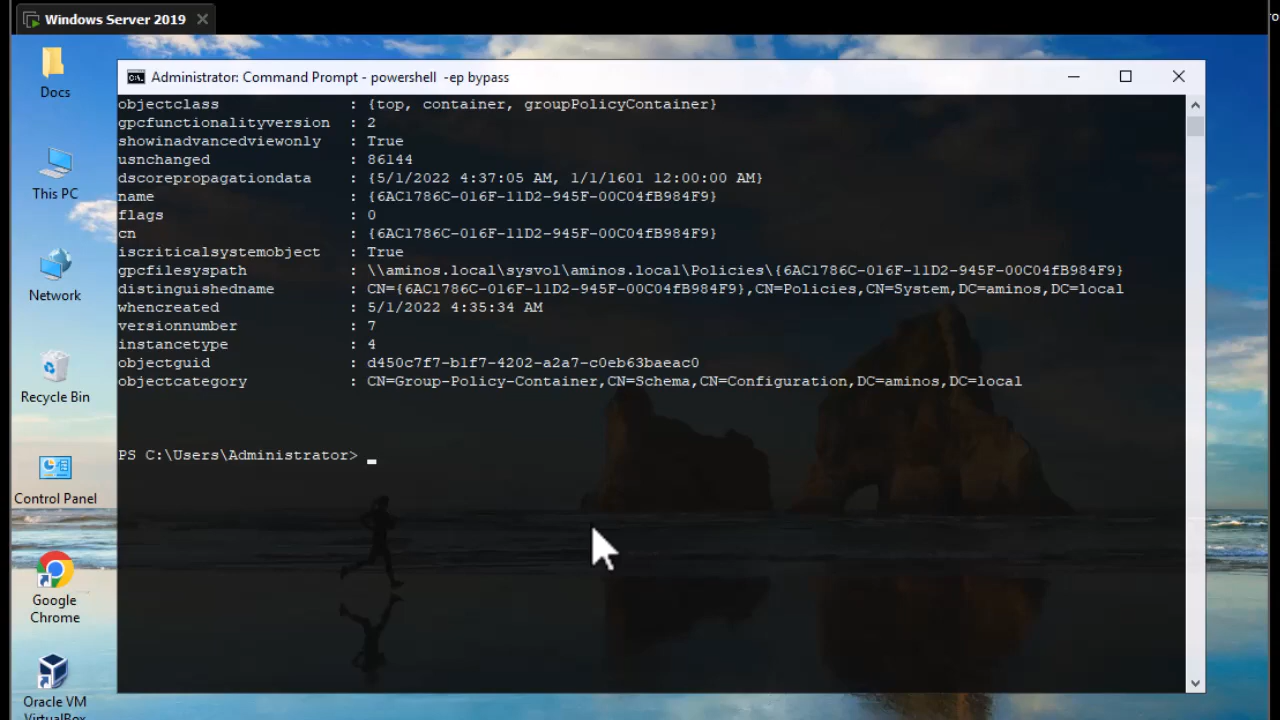 Windows Server 2019
Docs
This PC
Network
Recycle Bin
Control Panel
Google
Chrome
Oracle VM
VirtualBox
Administrator: Command Prompt - powershell  -ep bypass
objectclass : {top, container, groupPolicyContainer}
gpcfunctionalityversion : 2
showinadvancedviewonly : True
usnchanged : 86144
dscorepropagationdata : {5/1/2022 4:37:05 AM, 1/1/1601 12:00:00 AM}
name : {6AC1786C-016F-11D2-945F-00C04fB984F9}
flags : 0
cn : {6AC1786C-016F-11D2-945F-00C04fB984F9}
iscriticalsystemobject : True
gpcfilesyspath : \\aminos.local\sysvol\aminos.local\Policies\{6AC1786C-016F-11D2-945F-00C04fB984F9}
distinguishedname : CN={6AC1786C-016F-11D2-945F-00C04fB984F9},CN=Policies,CN=System,DC=aminos,DC=local
whencreated : 5/1/2022 4:35:34 AM
versionnumber : 7
instancetype : 4
objectguid : d450c7f7-b1f7-4202-a2a7-c0eb63baeac0
objectcategory : CN=Group-Policy-Container,CN=Schema,CN=Configuration,DC=aminos,DC=local
PS C:\Users\Administrator>